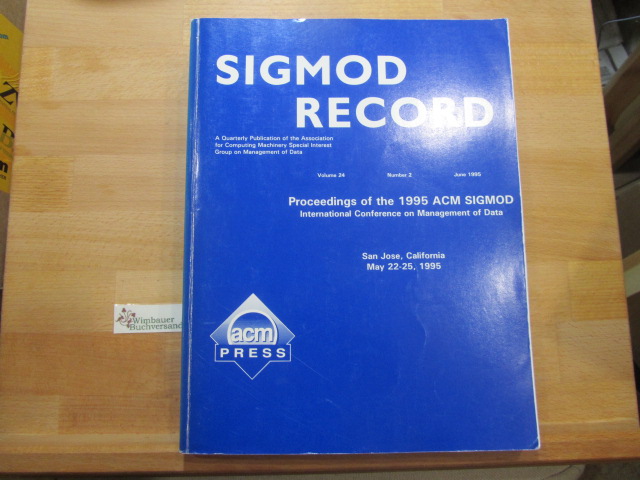 SIGMOD
RECORD
A Quarterly Publication of the Association
for Computing Machinery Special Interest
Group on Management of Data
Volume 24 Number 2 June 1995
Proceedings of the 1995 ACM SIGMOD
International Conference on Management of Data
San Jose, California
May 22-25, 1995
Wimbauer
Buchversand
acm
PRESS